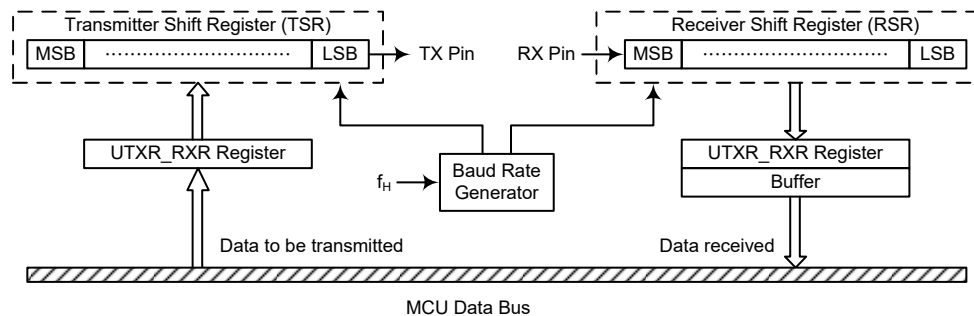 Transmitter Shift Register (TSR)
Receiver Shift Register (RSR)
MSB ............................... LSB
TX Pin
RX Pin
MSB ............................... LSB
UTXR_RXR Register
Baud Rate
Generator
fH
UTXR_RXR Register
Buffer
Data to be transmitted
Data received
MCU Data Bus